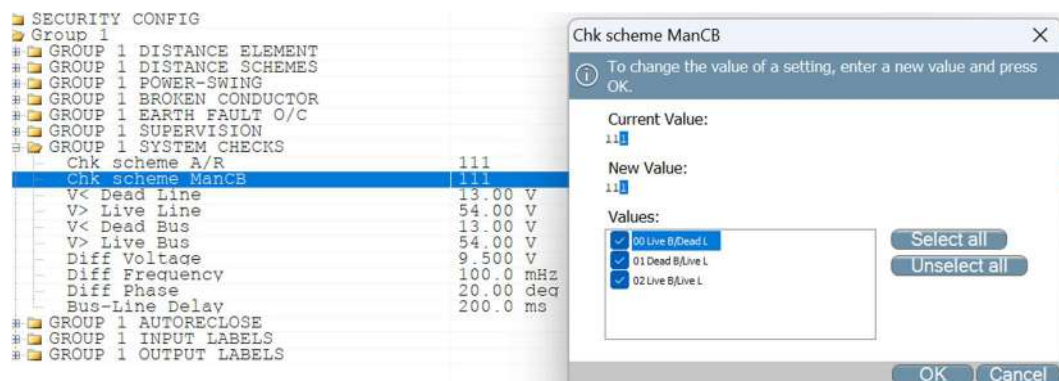 SECURITY CONFIG
Group 1
GROUP 1 DISTANCE ELEMENT
GROUP 1 DISTANCE SCHEMES
GROUP 1 POWER-SWING
GROUP 1 BROKEN CONDUCTOR
GROUP 1 EARTH FAULT O/C
GROUP 1 SUPERVISION
GROUP 1 SYSTEM CHECKS
Chk scheme A/R 111
Chk scheme ManCB 111
V< Dead Line 13.00 V
V> Live Line 54.00 V
V< Dead Bus 13.00 V
V> Live Bus 54.00 V
Diff Voltage 9.500 V
Diff Frequency 100.0 mHz
Diff Phase 20.00 deg
Bus-Line Delay 200.0 ms
GROUP 1 AUTORECLOSE
GROUP 1 INPUT LABELS
GROUP 1 OUTPUT LABELS
Chk scheme ManCB
To change the value of a setting, enter a new value and press
OK.
Current Value:
111
New Value:
111
Values:
00 Live B/Dead L
01 Dead B/Live L
02 Live B/Live L
Select all
Unselect all
OK Cancel